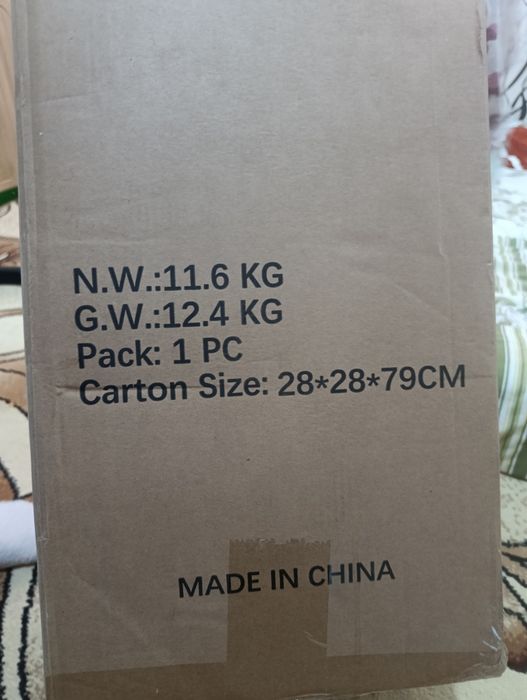 N.W.:11.6 KG
G.W.:12.4 KG
Pack: 1 PC
Carton Size: 28*28*79CM
MADE IN CHINA